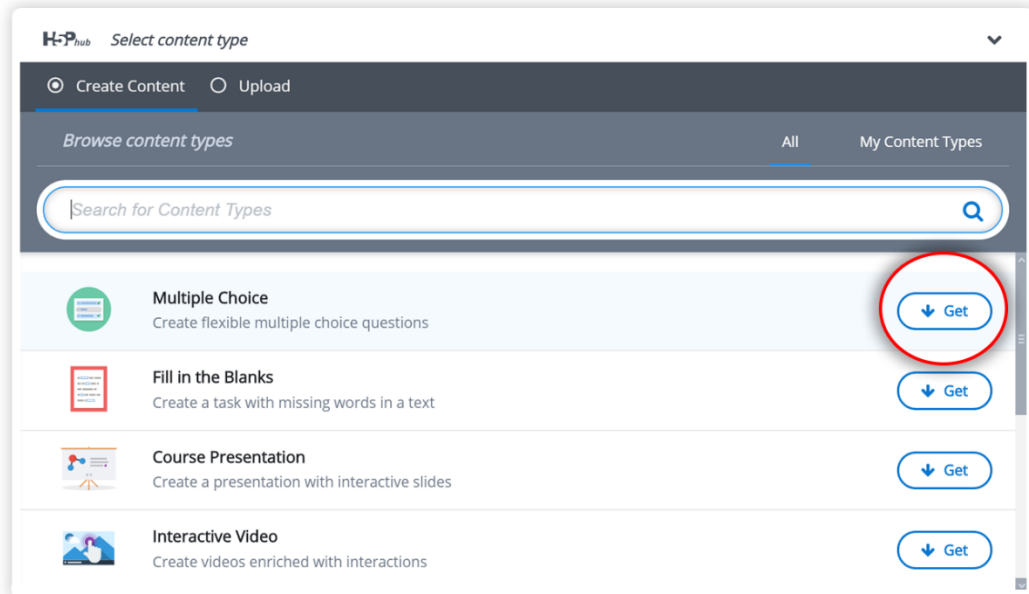 H5Phub Select content type
Create Content Upload
Browse content types All My Content Types
Search for Content Types
Multiple Choice
Create flexible multiple choice questions
Get
Fill in the Blanks
Create a task with missing words in a text
Get
Course Presentation
Create a presentation with interactive slides
Get
Interactive Video
Create videos enriched with interactions
Get